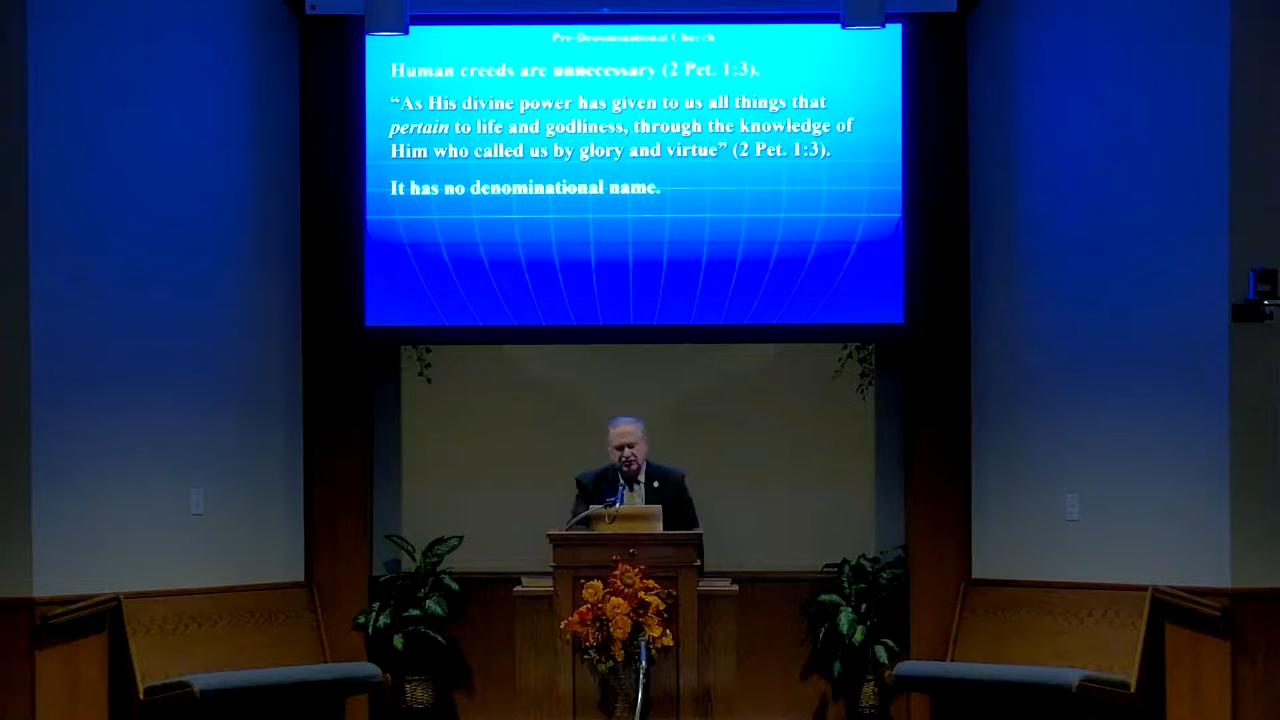 Pre-Denominational Church
Human creeds are unnecessary (2 Pet. 1:3).
“As His divine power has given to us all things that
pertain to life and godliness, through the knowledge of
Him who called us by glory and virtue” (2 Pet. 1:3).
It has no denominational name.